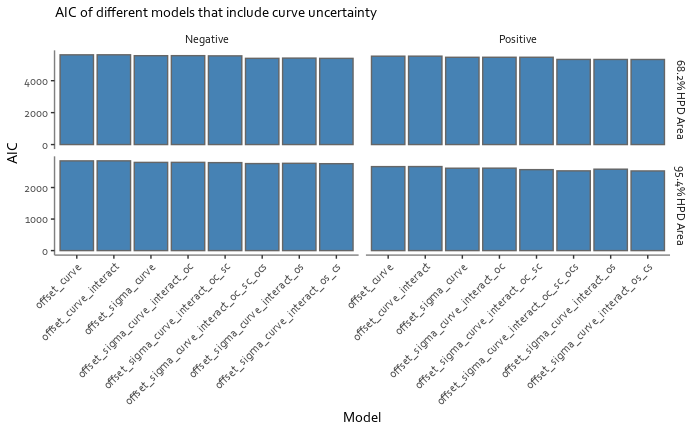 AIC of different models that include curve uncertainty
Negative
Positive
4000
2000
0
68.2% HPD Area
2000
1000
0
95.4% HPD Area
AIC
offset_curve
offset_curve_interact
offset_sigma_curve
offset_sigma_curve_interact_oc
offset_sigma_curve_interact_oc_sc
offset_sigma_curve_interact_oc_sc_ocs
offset_sigma_curve_interact_os
offset_sigma_curve_interact_os_cs
offset_curve
offset_curve_interact
offset_sigma_curve
offset_sigma_curve_interact_oc
offset_sigma_curve_interact_oc_sc
offset_sigma_curve_interact_oc_sc_ocs
offset_sigma_curve_interact_os
offset_sigma_curve_interact_os_cs
Model